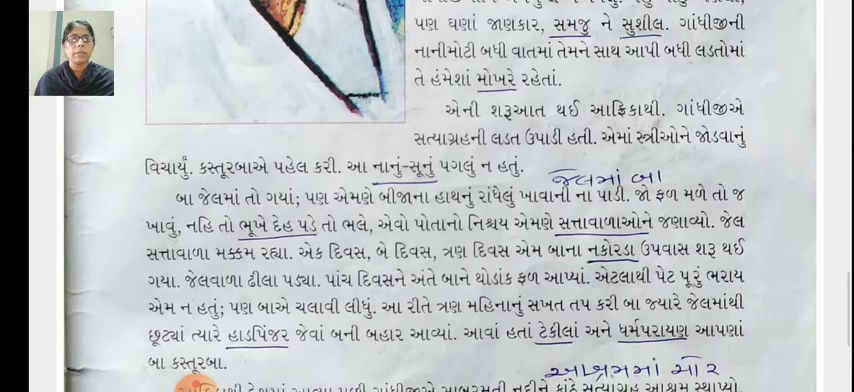 પણ ઘણાં જાણકાર, સમજુ ને સુશીલ. ગાંધીજીની
નાનીમોટી બધી વાતમાં તેમને સાથ આપી બધી લડતોમાં
તે હંમેશાં મોખરે રહેતાં.
એની શરૂઆત થઈ આફ્રિકાથી. ગાંધીજીએ
સત્યાગ્રહની લડત ઉપાડી હતી. એમાં સ્ત્રીઓને જોડવાનું
વિચાર્યું. કસ્તૂરબાએ પહેલ કરી. આ નાનું-સૂનું પગલું ન હતું.
જેલમાં બા
બા જેલમાં તો ગયાં; પણ એમણે બીજાના હાથનું રાંધેલું ખાવાની ના પાડી. જો ફળ મળે તો જ
ખાવું, નહિ તો ભૂખે દેહ પડે તો ભલે, એવો પોતાનો નિશ્ચય એમણે સત્તાવાળાઓને જણાવ્યો. જેલ
સત્તાવાળા મક્કમ રહ્યા. એક દિવસ, બે દિવસ, ત્રણ દિવસ એમ બાના નકોરડા ઉપવાસ શરૂ થઈ
ગયા. જેલવાળા ઢીલા પડ્યા. પાંચ દિવસને અંતે બાને થોડાંક ફળ આપ્યાં. એટલાથી પેટ પૂરું ભરાય
એમ ન હતું; પણ બાએ ચલાવી લીધું. આ રીતે ત્રણ મહિનાનું સખત તપ કરી બા જ્યારે જેલમાંથી
છૂટ્યાં ત્યારે હાડપિંજર જેવાં બની બહાર આવ્યાં. આવાં હતાં ટેકીલાં અને ધર્મપરાયણ આપણાં
બા કસ્તૂરબા.
આશ્રમમાં ચોર